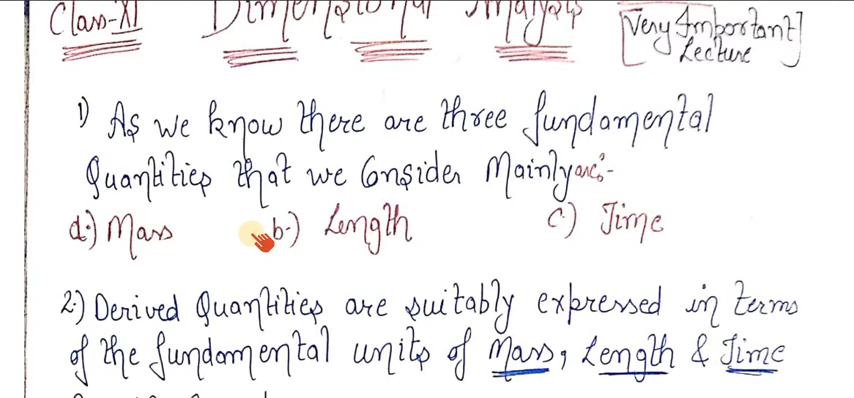 Class-XI Dimensional Analysis [Very Important Lecture]
1) As we know there are three fundamental
Quantities that we Consider Mainly are:-
a.) Mass b.) Length c.) Time
2.) Derived Quantities are suitably expressed in terms
of the fundamental units of Mass, Length & Time